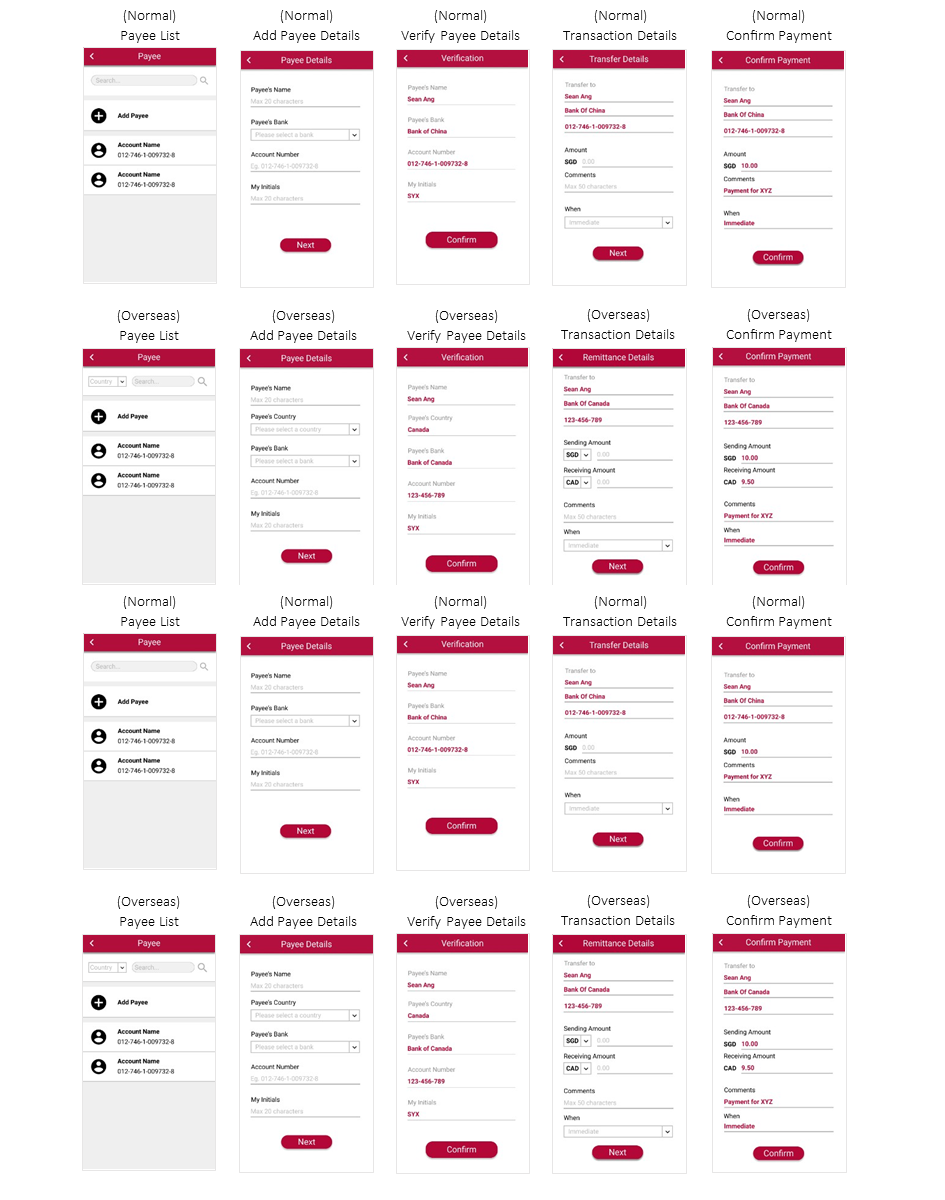 (Normal)
Payee List
Payee
Search...
Add Payee
Account Name
012-746-1-009732-8
Account Name
012-746-1-009732-8
(Normal)
Add Payee Details
Payee Details
Payee's Name
Max 20 characters
Payee's Bank
Please select a bank
Account Number
Eg. 012-746-1-009732-8
My Initials
Max 20 characters
Next
(Normal)
Verify Payee Details
Verification
Payee's Name
Sean Ang
Payee's Bank
Bank of China
Account Number
012-746-1-009732-8
My Initials
SYX
Confirm
(Normal)
Transaction Details
Transfer Details
Transfer to
Sean Ang
Bank Of China
012-746-1-009732-8
Amount
SGD 0.00
Comments
Max 50 characters
When
Immediate
Next
(Normal)
Confirm Payment
Confirm Payment
Transfer to
Sean Ang
Bank Of China
012-746-1-009732-8
Amount
SGD 10.00
Comments
Payment for XYZ
When
Immediate
Confirm
(Overseas)
Payee List
Payee
Country Search...
Add Payee
Account Name
012-746-1-009732-8
Account Name
012-746-1-009732-8
(Overseas)
Add Payee Details
Payee Details
Payee's Name
Max 20 characters
Payee's Country
Please select a country
Payee's Bank
Please select a bank
Account Number
Eg. 012-746-1-009732-8
My Initials
Max 20 characters
Next
(Overseas)
Verify Payee Details
Verification
Payee's Name
Sean Ang
Payee's Country
Canada
Payee's Bank
Bank of Canada
Account Number
123-456-789
My Initials
SYX
Confirm
(Overseas)
Transaction Details
Remittance Details
Transfer to
Sean Ang
Bank Of Canada
123-456-789
Sending Amount
SGD 0.00
Receiving Amount
CAD 0.00
Comments
Max 50 characters
When
Immediate
Next
(Overseas)
Confirm Payment
Confirm Payment
Transfer to
Sean Ang
Bank Of Canada
123-456-789
Sending Amount
SGD 10.00
Receiving Amount
CAD 9.50
Comments
Payment for XYZ
When
Immediate
Confirm
(Normal)
Payee List
Payee
Search...
Add Payee
Account Name
012-746-1-009732-8
Account Name
012-746-1-009732-8
(Normal)
Add Payee Details
Payee Details
Payee's Name
Max 20 characters
Payee's Bank
Please select a bank
Account Number
Eg. 012-746-1-009732-8
My Initials
Max 20 characters
Next
(Normal)
Verify Payee Details
Verification
Payee's Name
Sean Ang
Payee's Bank
Bank of China
Account Number
012-746-1-009732-8
My Initials
SYX
Confirm
(Normal)
Transaction Details
Transfer Details
Transfer to
Sean Ang
Bank Of China
012-746-1-009732-8
Amount
SGD 0.00
Comments
Max 50 characters
When
Immediate
Next
(Normal)
Confirm Payment
Confirm Payment
Transfer to
Sean Ang
Bank Of China
012-746-1-009732-8
Amount
SGD 10.00
Comments
Payment for XYZ
When
Immediate
Confirm
(Overseas)
Payee List
Payee
Country Search...
Add Payee
Account Name
012-746-1-009732-8
Account Name
012-746-1-009732-8
(Overseas)
Add Payee Details
Payee Details
Payee's Name
Max 20 characters
Payee's Country
Please select a country
Payee's Bank
Please select a bank
Account Number
Eg. 012-746-1-009732-8
My Initials
Max 20 characters
Next
(Overseas)
Verify Payee Details
Verification
Payee's Name
Sean Ang
Payee's Country
Canada
Payee's Bank
Bank of Canada
Account Number
123-456-789
My Initials
SYX
Confirm
(Overseas)
Transaction Details
Remittance Details
Transfer to
Sean Ang
Bank Of Canada
123-456-789
Sending Amount
SGD 0.00
Receiving Amount
CAD 0.00
Comments
Max 50 characters
When
Immediate
Next
(Overseas)
Confirm Payment
Confirm Payment
Transfer to
Sean Ang
Bank Of Canada
123-456-789
Sending Amount
SGD 10.00
Receiving Amount
CAD 9.50
Comments
Payment for XYZ
When
Immediate
Confirm